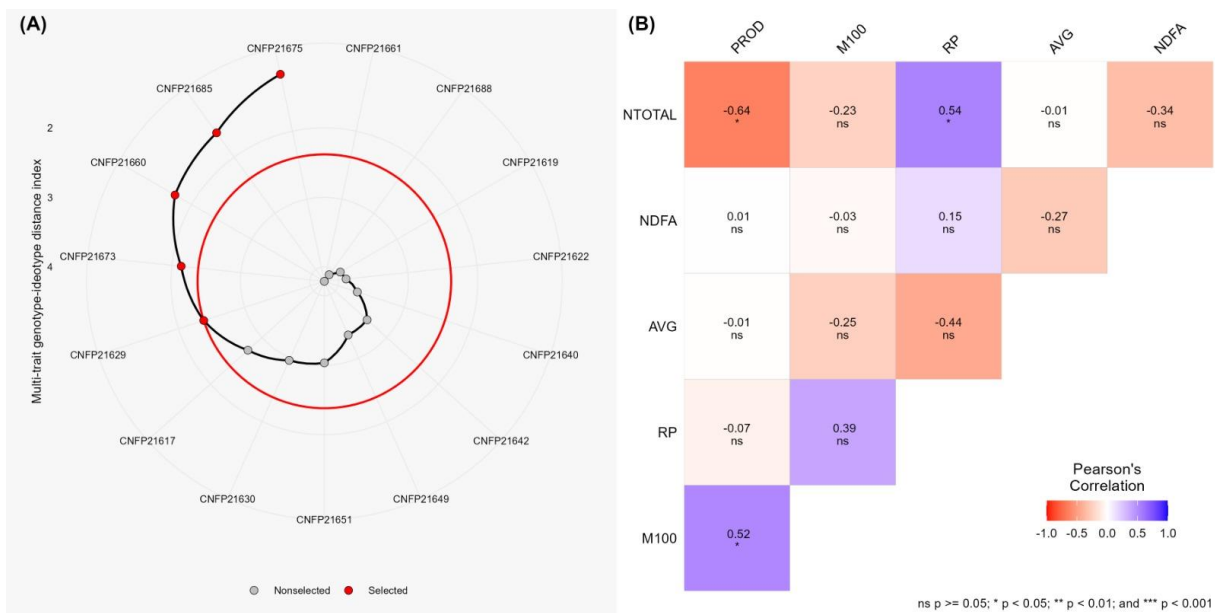 (A)
CNFP21675
CNFP21661
CNFP21685
CNFP21688
CNFP21660
CNFP21619
CNFP21673
CNFP21622
CNFP21629
CNFP21640
CNFP21617
CNFP21642
CNFP21630
CNFP21649
CNFP21651
2
3
4
Multi-trait genotype-ideotype distance index
Nonselected
Selected
(B)
PROD
M100
RP
AVG
NDFA
NTOTAL
-0.64
*
-0.23
ns
0.54
*
-0.01
ns
-0.34
ns
NDFA
0.01
ns
-0.03
ns
0.15
ns
-0.27
ns
AVG
-0.01
ns
-0.25
ns
-0.44
ns
RP
-0.07
ns
0.39
ns
M100
0.52
*
Pearson's
Correlation
-1.0 -0.5 0.0 0.5 1.0
ns p >= 0.05; * p < 0.05; ** p < 0.01; and *** p < 0.001